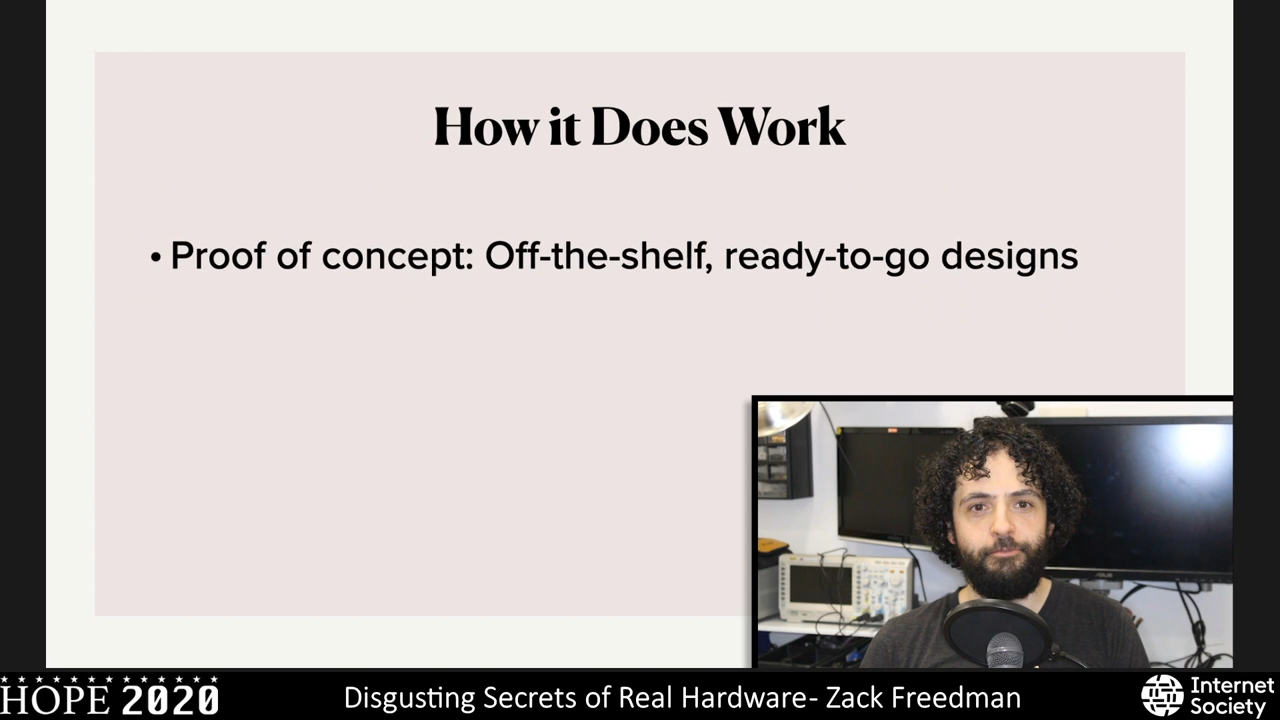 How it Does Work
• Proof of concept: Off-the-shelf, ready-to-go designs
ASUS
HOPE 2020
Disgusting Secrets of Real Hardware- Zack Freedman
Internet
Society